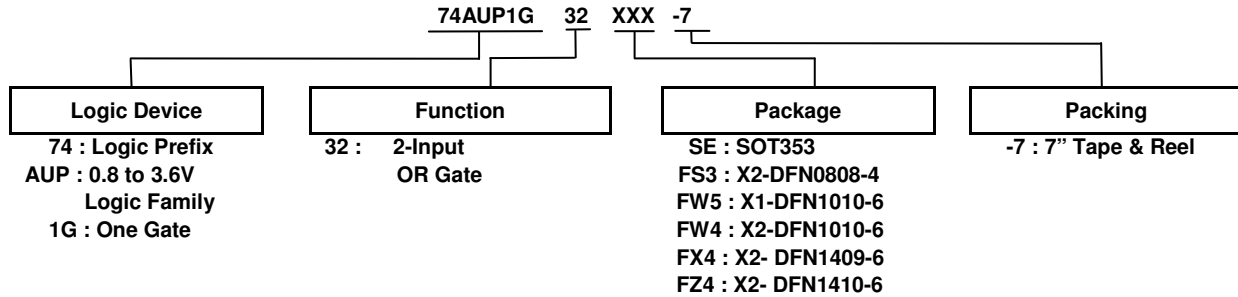 74AUP1G 32 XXX -7
Logic Device
74 : Logic Prefix
AUP : 0.8 to 3.6V
Logic Family
1G : One Gate
Function
32 : 2-Input
OR Gate
Package
SE : SOT353
FS3 : X2-DFN0808-4
FW5 : X1-DFN1010-6
FW4 : X2-DFN1010-6
FX4 : X2- DFN1409-6
FZ4 : X2- DFN1410-6
Packing
-7 : 7” Tape & Reel